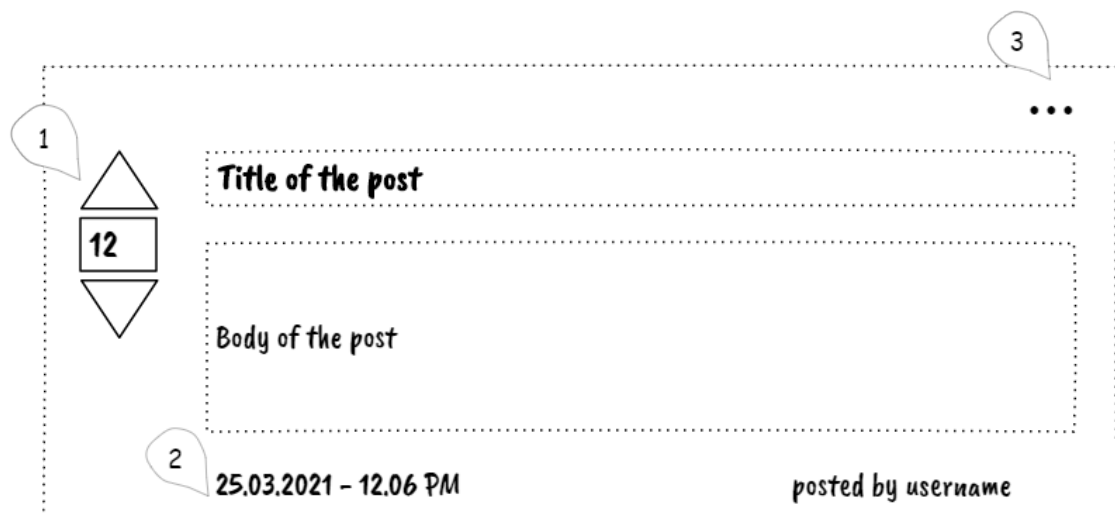 3
•••
1
Title of the post
12
Body of the post
2
25.03.2021 - 12.06 PM
posted by username